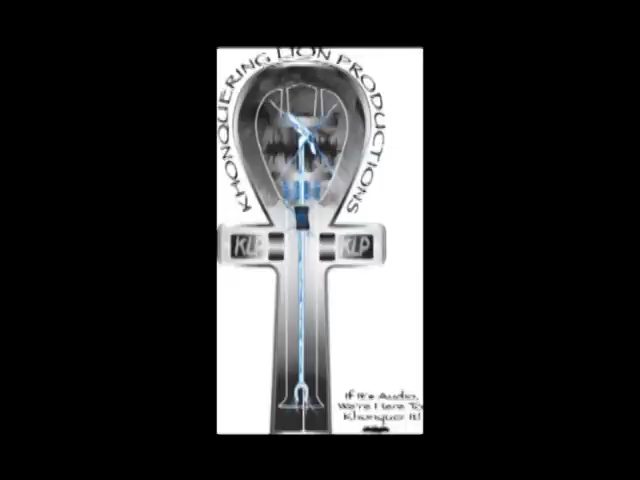 KHONQUERING LION PRODUCTIONS
KLP KLP
If It's Audio,
We're Here To
Khonquer It!